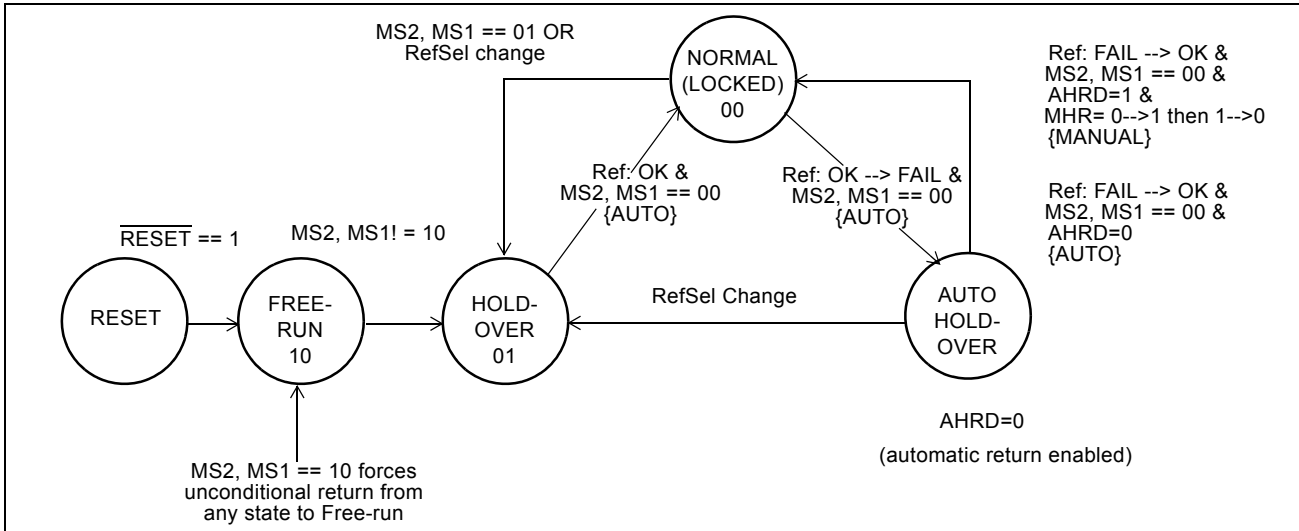 MS2, MS1 == 01 OR
RefSel change
NORMAL
(LOCKED)
00
Ref: FAIL --> OK &
MS2, MS1 == 00 &
AHRD=1 &
MHR= 0-->1 then 1-->0
{MANUAL}
Ref: OK &
MS2, MS1 == 00
{AUTO}
Ref: OK --> FAIL &
MS2, MS1 == 00
{AUTO}
Ref: FAIL --> OK &
MS2, MS1 == 00 &
AHRD=0
{AUTO}
RESET == 1
MS2, MS1! = 10
RESET
FREE-
RUN
10
HOLD-
OVER
01
RefSel Change
AUTO
HOLD-
OVER
AHRD=0
(automatic return enabled)
MS2, MS1 == 10 forces
unconditional return from
any state to Free-run